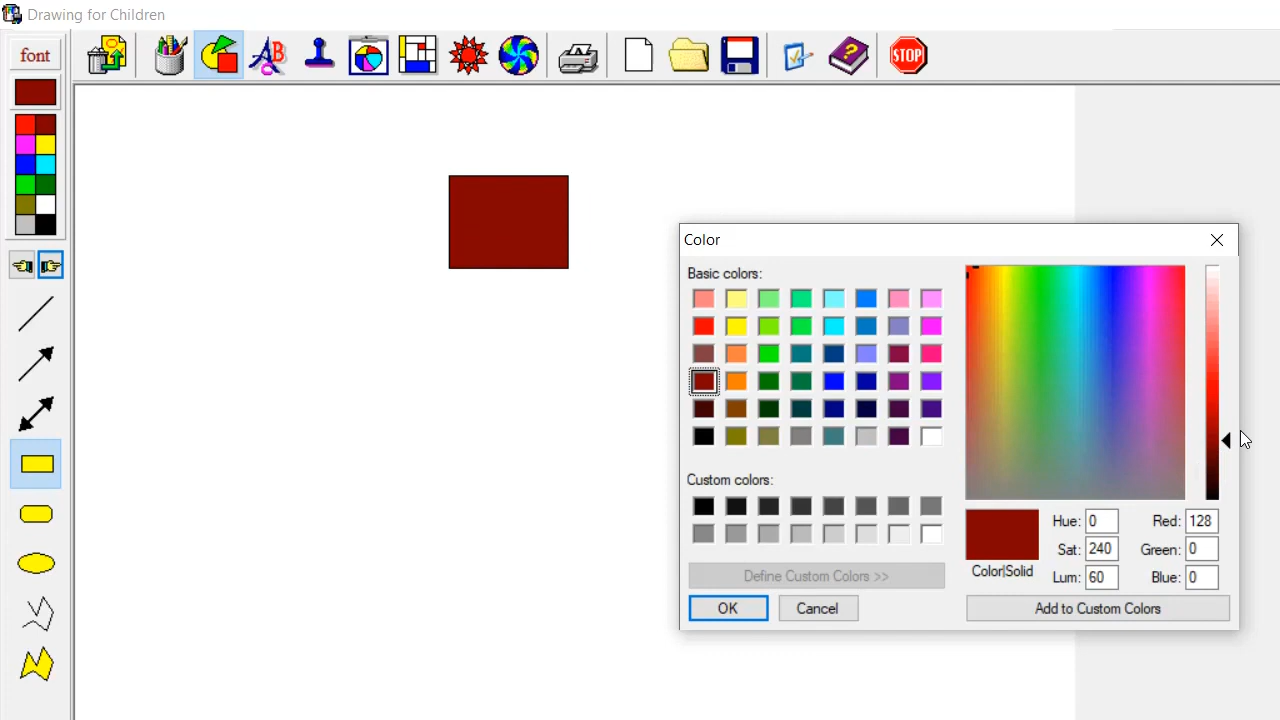 Drawing for Children
font
AB
?
STOP
Color
Basic colors:
Custom colors:
Define Custom Colors >>
OK
Cancel
Color|Solid
Hue: 0
Sat: 240
Lum: 60
Red: 128
Green: 0
Blue: 0
Add to Custom Colors